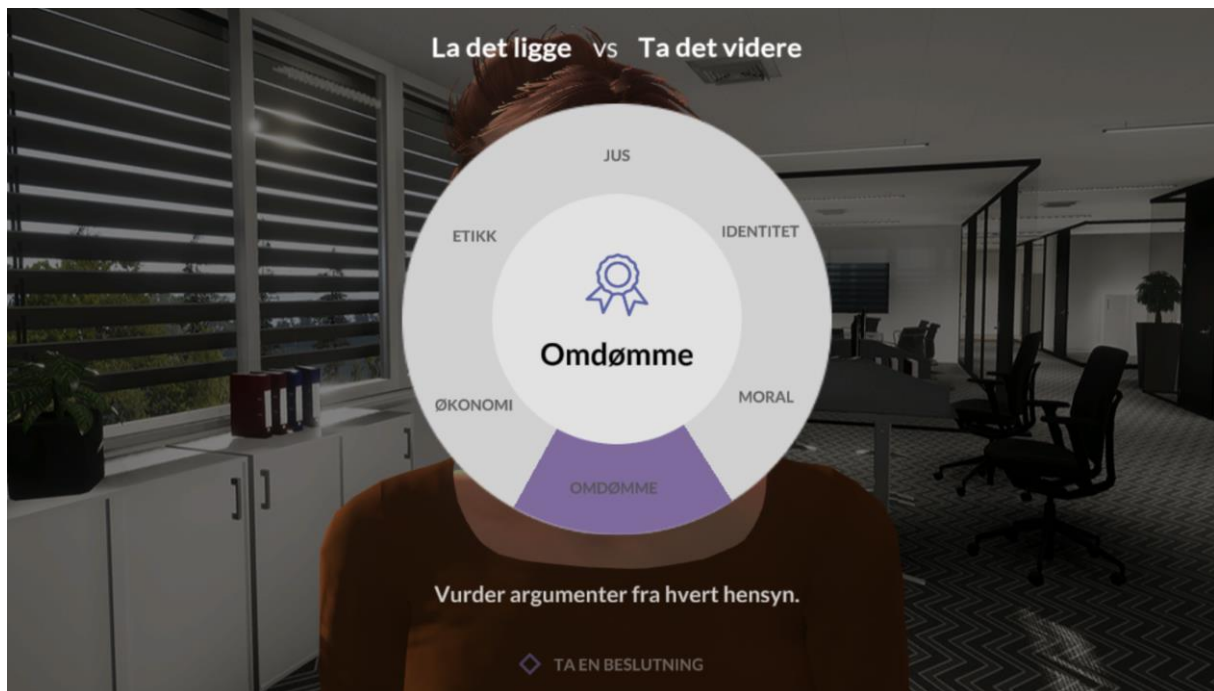 La det ligge vs Ta det videre
JUS
ETIKK
IDENTITET
Omdømme
ØKONOMI
MORAL
OMDØMME
Vurder argumenter fra hvert hensyn.
TA EN BESLUTNING